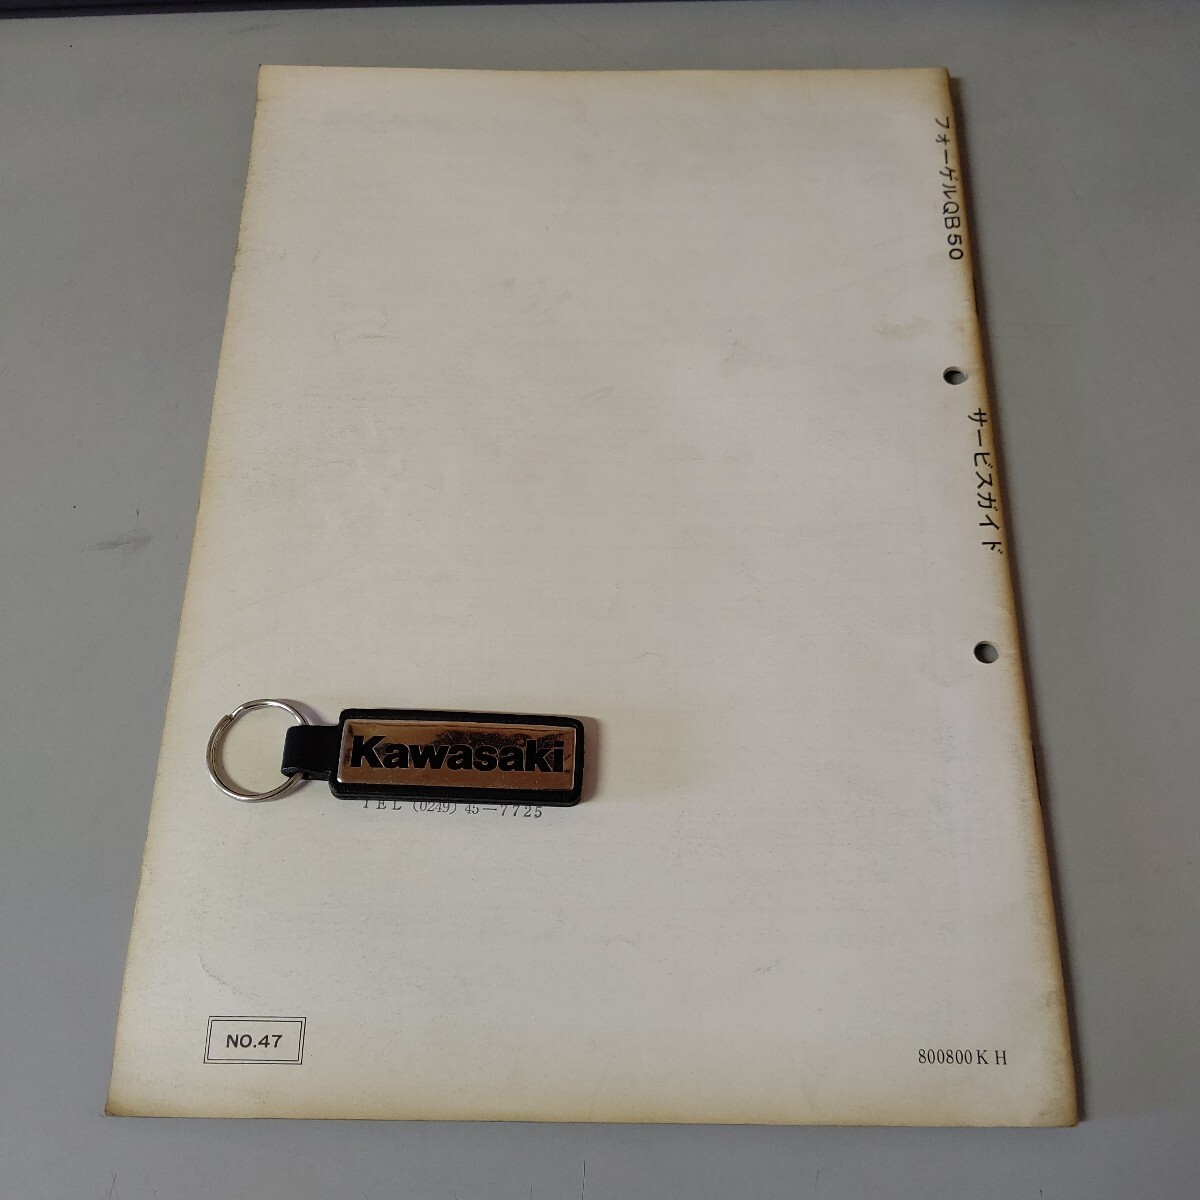 フォーゲルQB50
サービスガイド
Kawasaki
TEL (0249) 45-7725
NO.47
800800KH